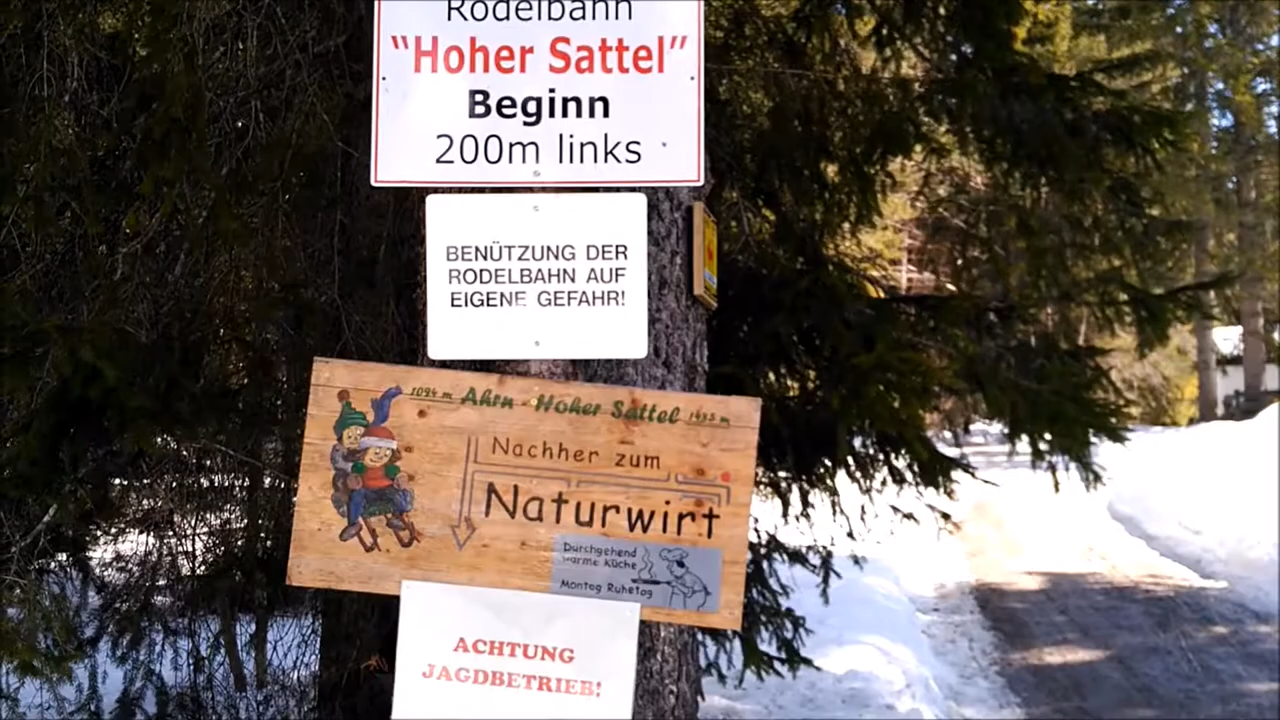 Rodelbahn
"Hoher Sattel"
Beginn
200m links
BENÜTZUNG DER
RODELBAHN AUF
EIGENE GEFAHR!
1094 m Ahrn - Hoher Sattel 1495 m
Nachher zum
Naturwirt
Durchgehend
warme Küche
Montag Ruhetag
ACHTUNG
JAGDBETRIEB!